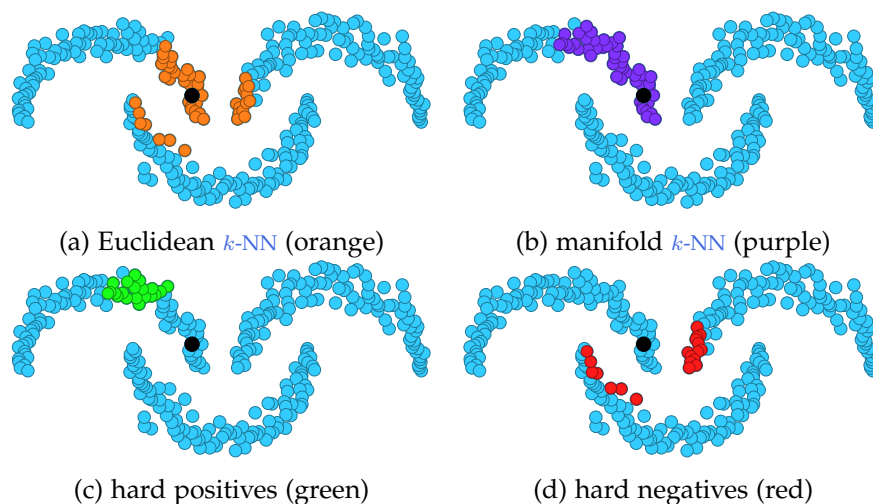 (a) Euclidean k-NN (orange)
(b) manifold k-NN (purple)
(c) hard positives (green)
(d) hard negatives (red)